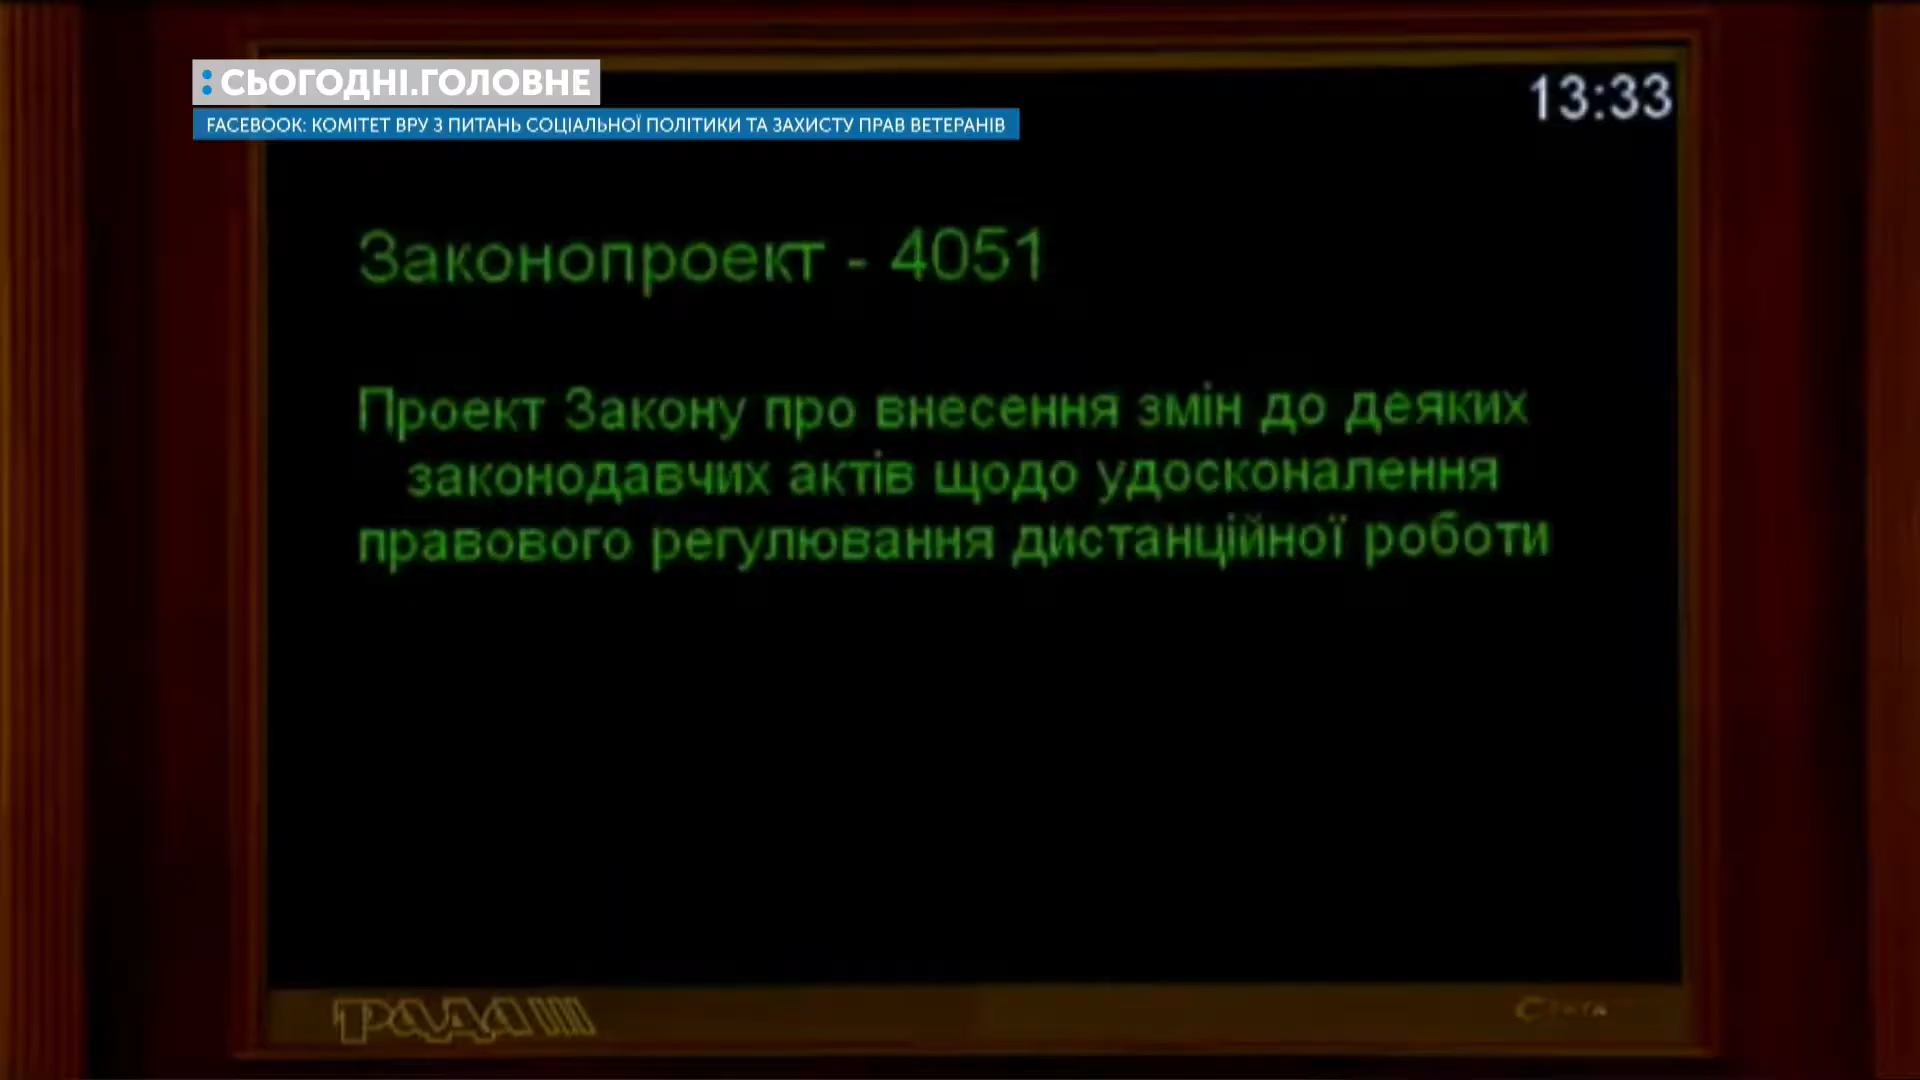 : СЬОГОДНІ.ГОЛОВНЕ
FACEBOOK: КОМІТЕТ ВРУ З ПИТАНЬ СОЦІАЛЬНОЇ ПОЛІТИКИ ТА ЗАХИСТУ ПРАВ ВЕТЕРАНІВ
13:33
Законопроект - 4051
Проект Закону про внесення змін до деяких
законодавчих актів щодо удосконалення
правового регулювання дистанційної роботи
РАДА III